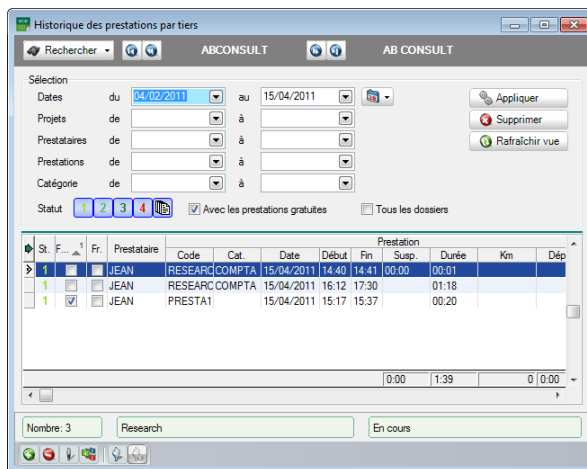 Historique des prestations par tiers
Rechercher ABCONSULT AB CONSULT
Sélection
Dates du 04/02/2011 au 15/04/2011 Appliquer
Projets de à Supprimer
Prestataires de à Rafraîchir vue
Prestations de à
Catégorie de à
Statut 1 2 3 4 Avec les prestations gratuites Tous les dossiers
Prestation
St. F... 1 Fr. Prestataire Code Cat. Date Début Fin Susp. Durée Km Dép
1 JEAN RESEARC COMPTA 15/04/2011 14:40 14:41 00:00 00:01
1 JEAN RESEARC COMPTA 15/04/2011 16:12 17:30 01:18
1 JEAN PRESTA1 15/04/2011 15:17 15:37 00:20
0:00 1:39 0 0:00
Nombre: 3 Research En cours